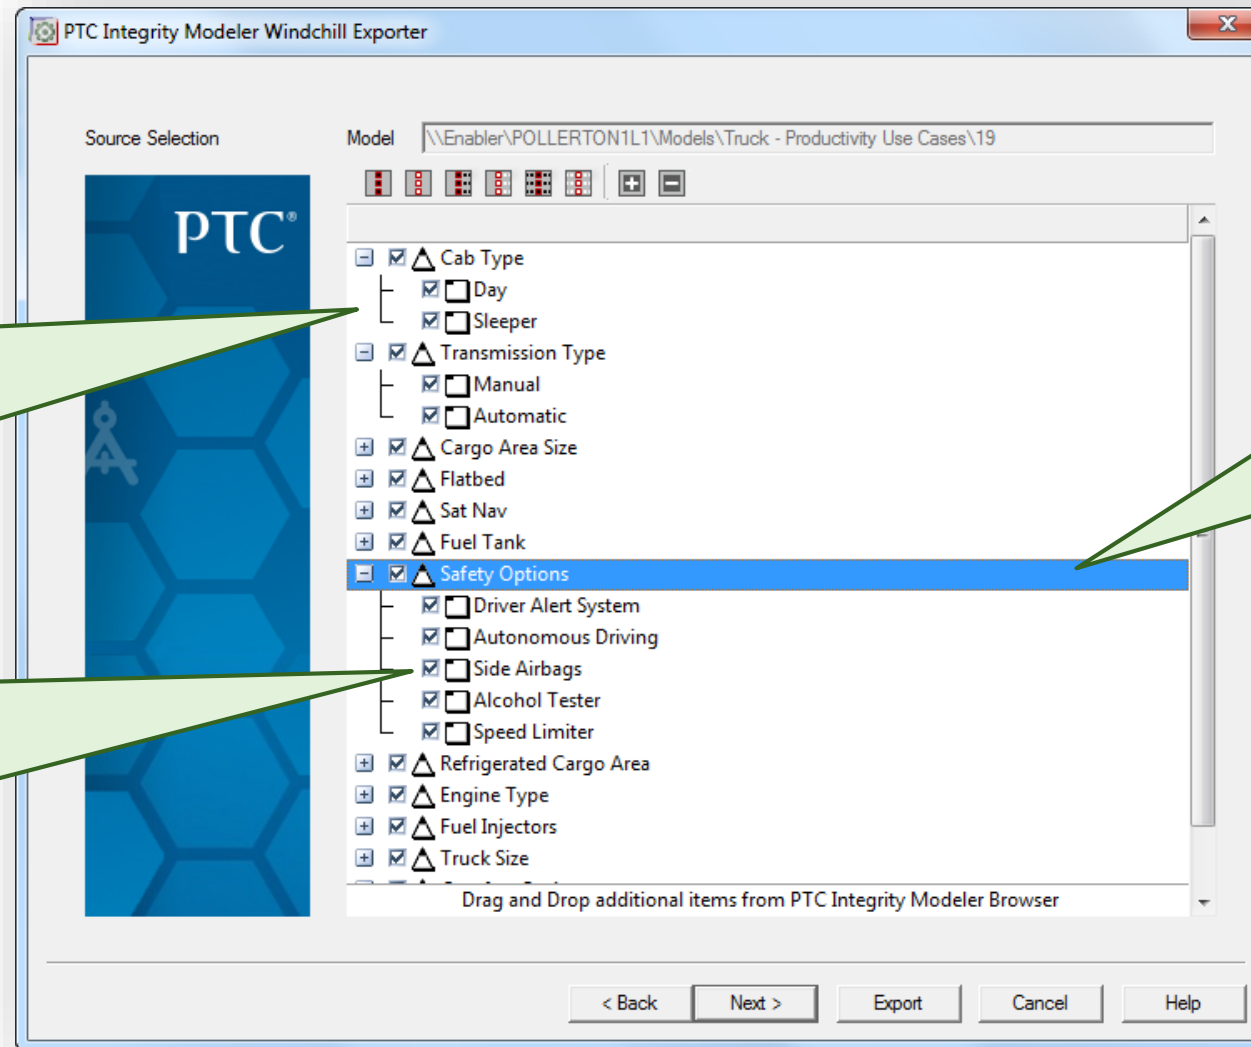 PTC Integrity Modeler Windchill Exporter
Source Selection
Model
\\Enabler\POLLERTON1L1\Models\Truck - Productivity Use Cases\19
PTC®
Cab Type
Day
Sleeper
Transmission Type
Manual
Automatic
Cargo Area Size
Flatbed
Sat Nav
Fuel Tank
Safety Options
Driver Alert System
Autonomous Driving
Side Airbags
Alcohol Tester
Speed Limiter
Refrigerated Cargo Area
Engine Type
Fuel Injectors
Truck Size
Drag and Drop additional items from PTC Integrity Modeler Browser
< Back
Next >
Export
Cancel
Help